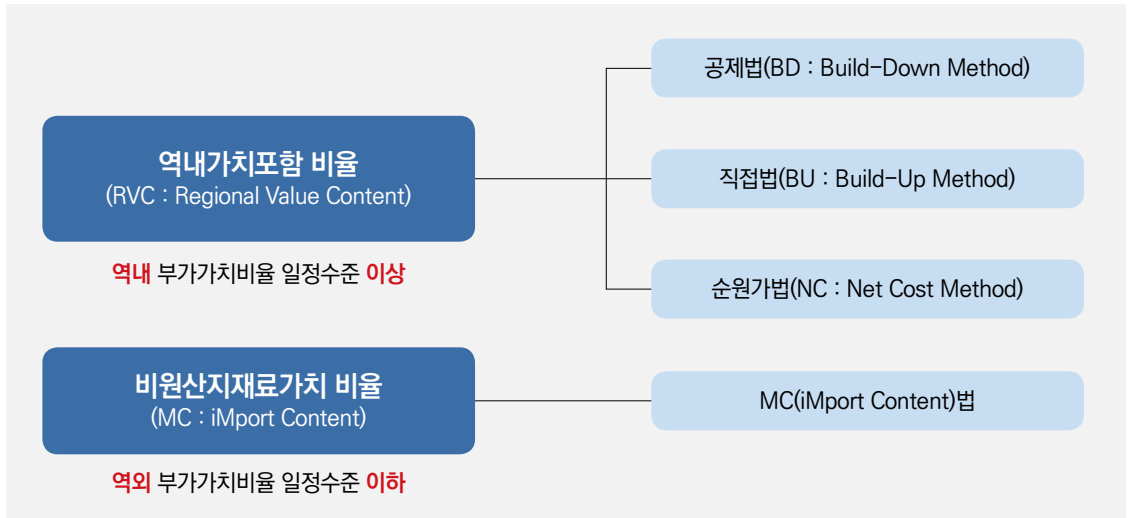 역내가치포함 비율
(RVC : Regional Value Content)
역내 부가가치비율 일정수준 이상
공제법(BD : Build-Down Method)
직접법(BU : Build-Up Method)
순원가법(NC : Net Cost Method)
비원산지재료가치 비율
(MC : iMport Content)
역외 부가가치비율 일정수준 이하
MC(iMport Content)법